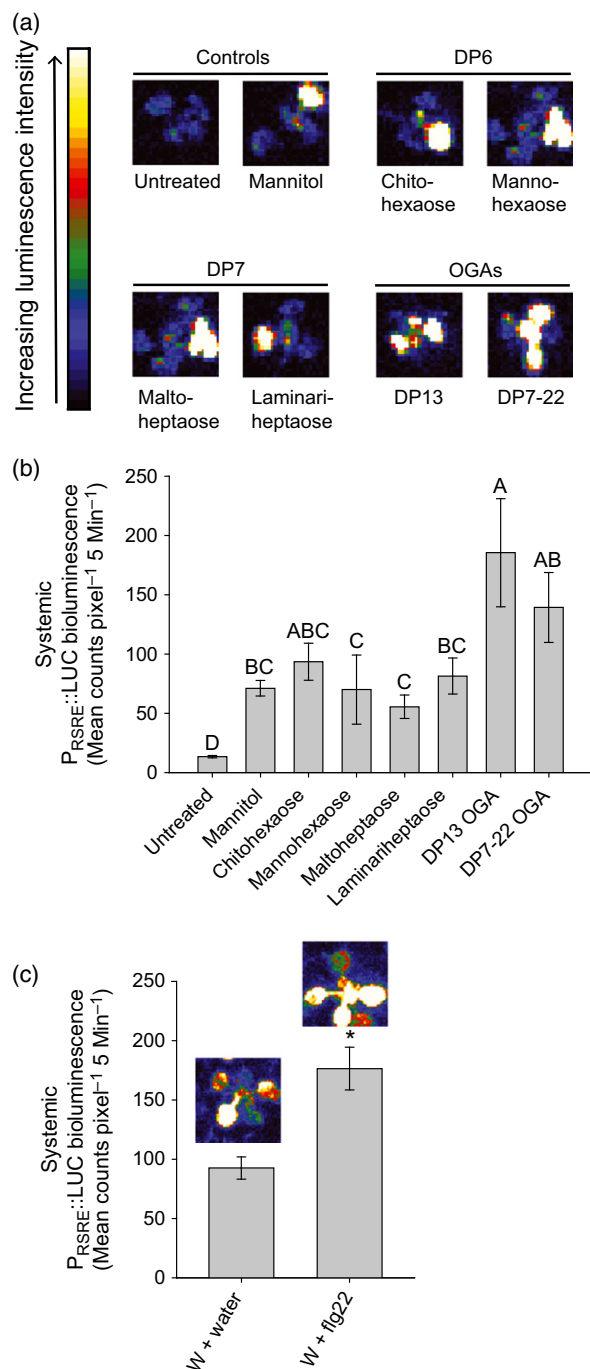 (a)
Increasing luminescence intensity
Controls
DP6
Untreated
Mannitol
Chito-
hexaose
Manno-
hexaose
DP7
OGAs
Malto-
heptaose
Laminari-
heptaose
DP13
DP7-22
(b)
Systemic
P_RSRE::LUC bioluminescence
(Mean counts pixel⁻¹ 5 Min⁻¹)
250
200
150
100
50
0
D
BC
ABC
C
C
BC
A
AB
Untreated
Mannitol
Chitohexaose
Mannohexaose
Maltoheptaose
Laminariheptaose
DP13 OGA
DP7-22 OGA
(c)
Systemic
P_RSRE::LUC bioluminescence
(Mean counts pixel⁻¹ 5 Min⁻¹)
250
200
150
100
50
0
*
W + water
W + flg22